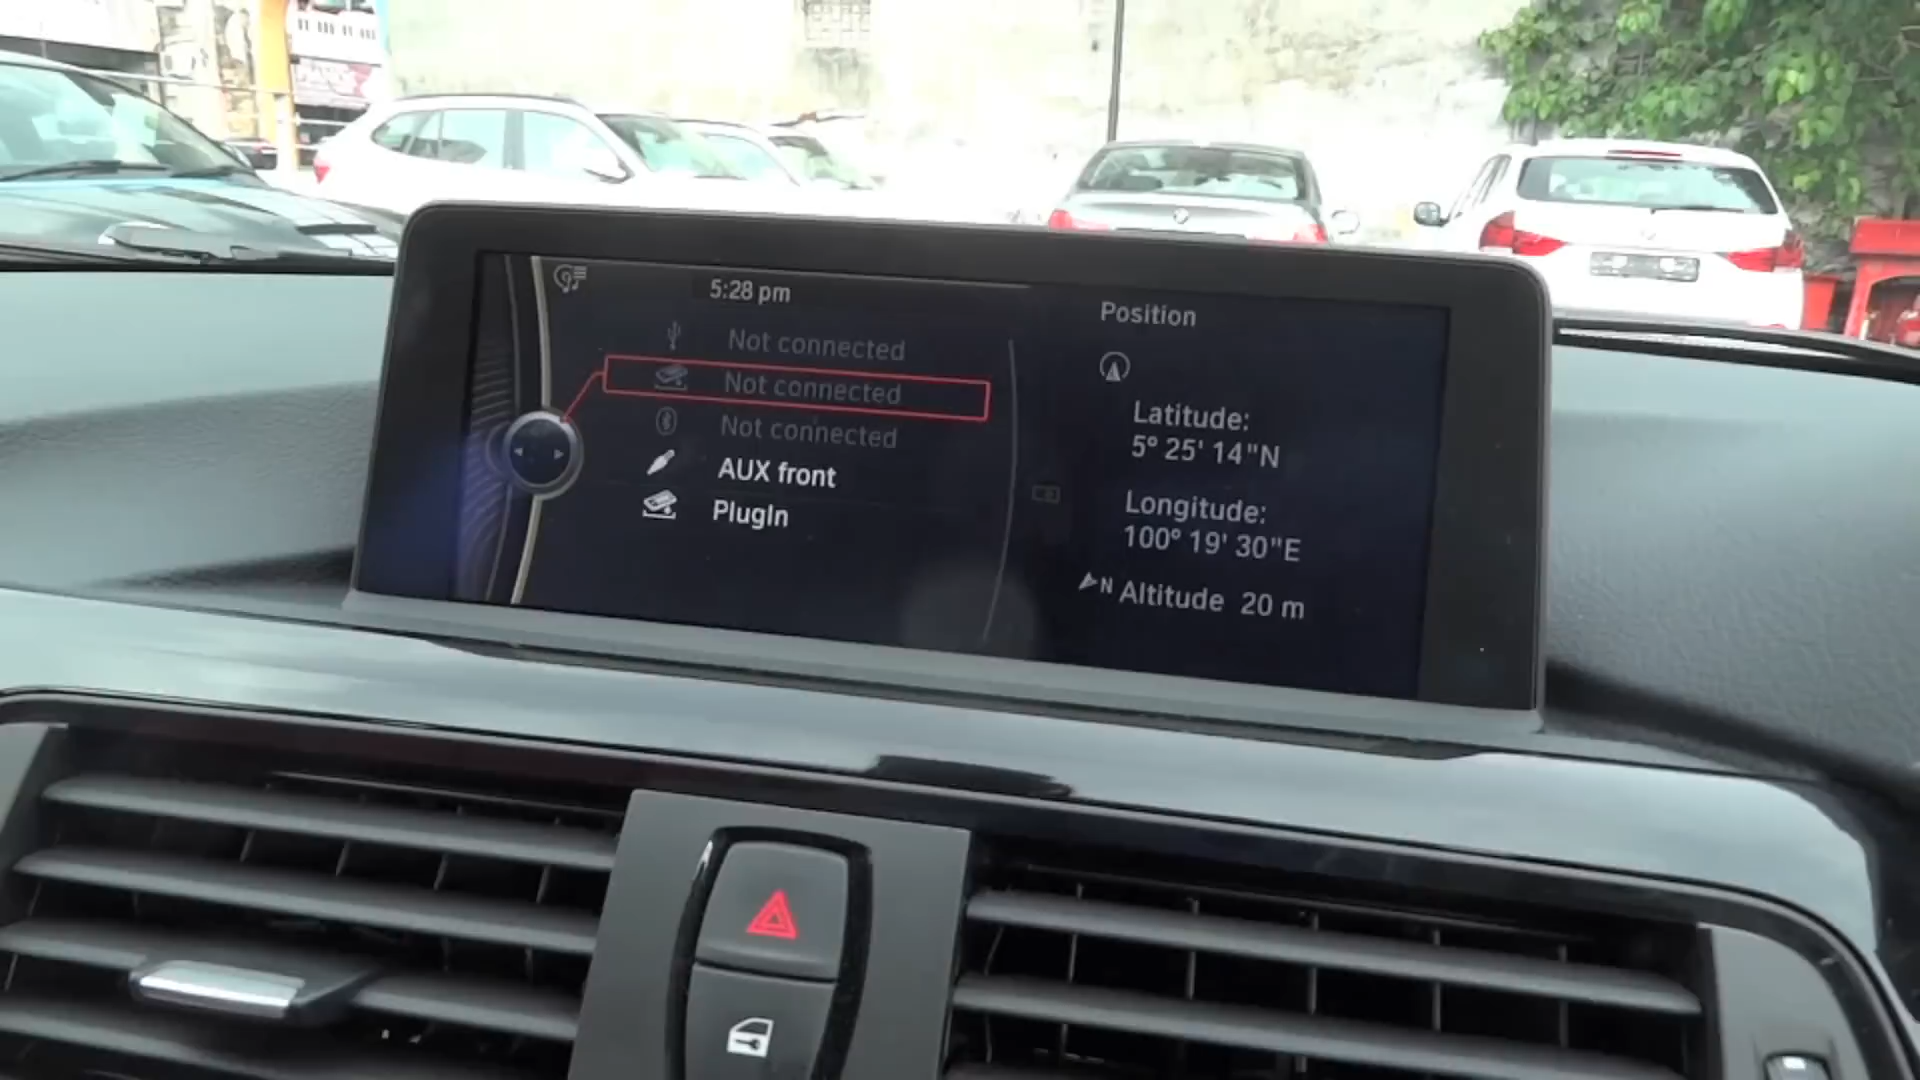 5:28 pm
Not connected
Not connected
Not connected
AUX front
PlugIn
Position
Latitude:
5° 25' 14"N
Longitude:
100° 19' 30"E
N Altitude 20 m